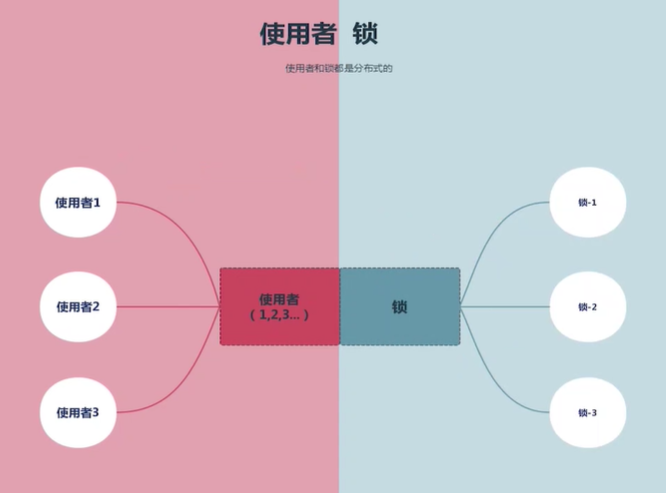 使用者 锁
使用者和锁都是分布式的
使用者1
使用者2
使用者3
使用者
（1,2,3...）
锁
锁-1
锁-2
锁-3